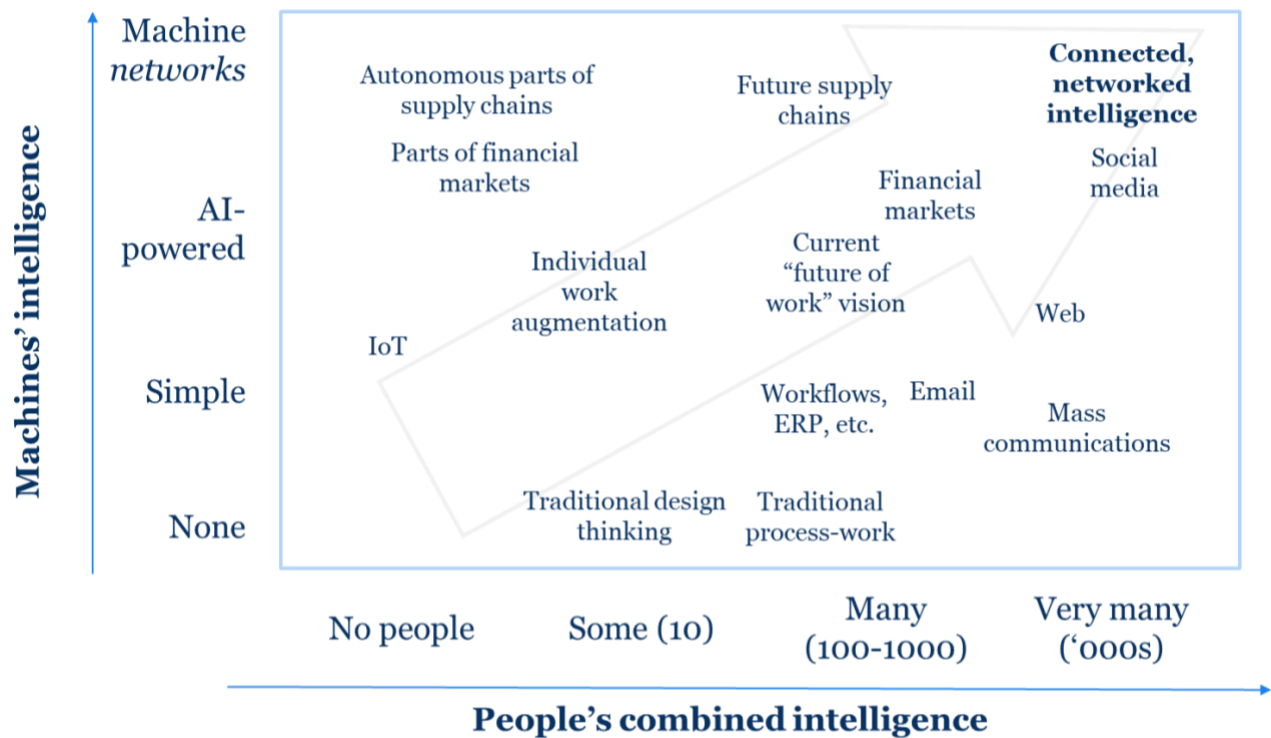 Machines’ intelligence
Machine
networks
AI-
powered
Simple
None
Autonomous parts of
supply chains
Parts of financial
markets
Future supply
chains
Connected,
networked
intelligence
Social
media
Financial
markets
Individual
work
augmentation
Current
“future of
work” vision
IoT
Web
Workflows,
ERP, etc.
Email
Mass
communications
Traditional design
thinking
Traditional
process-work
No people
Some (10)
Many
(100-1000)
Very many
(‘000s)
People’s combined intelligence